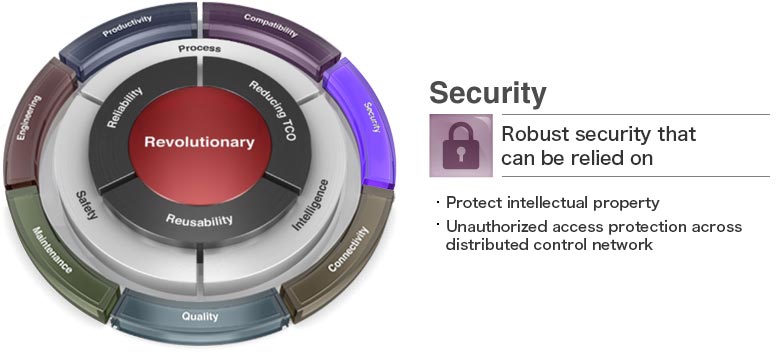 Productivity
Compatibility
Process
Engineering
Reliability
Reducing TCO
Security
Revolutionary
Safety
Reusability
Intelligence
Maintenance
Connectivity
Quality
Security
Robust security that
can be relied on
· Protect intellectual property
· Unauthorized access protection across
distributed control network